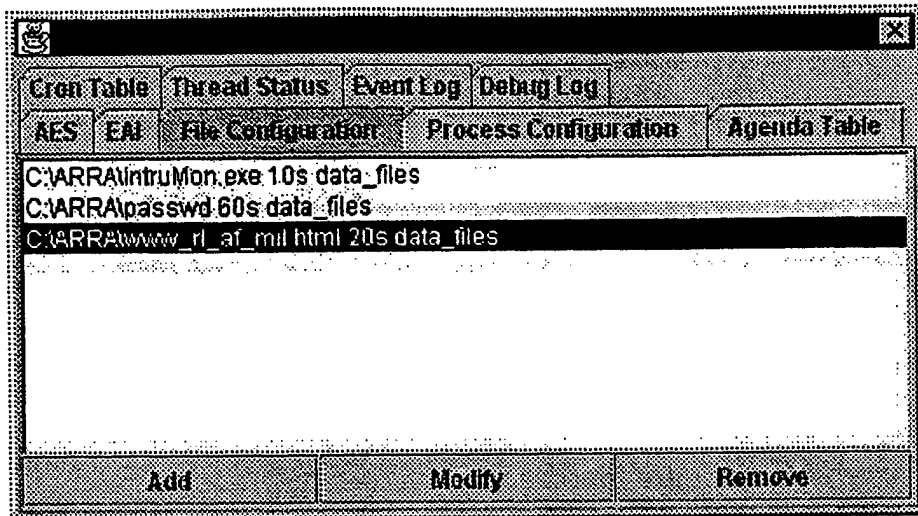 Cron Table Thread Status Event Log Debug Log
AES EAI File Configuration Process Configuration Agenda Table
C:\ARRA\intruMon.exe 10s data_files
C:\ARRA\passwd 60s data_files
C:\ARRA\www_rl_af_mil html 20s data_files
Add Modify Remove